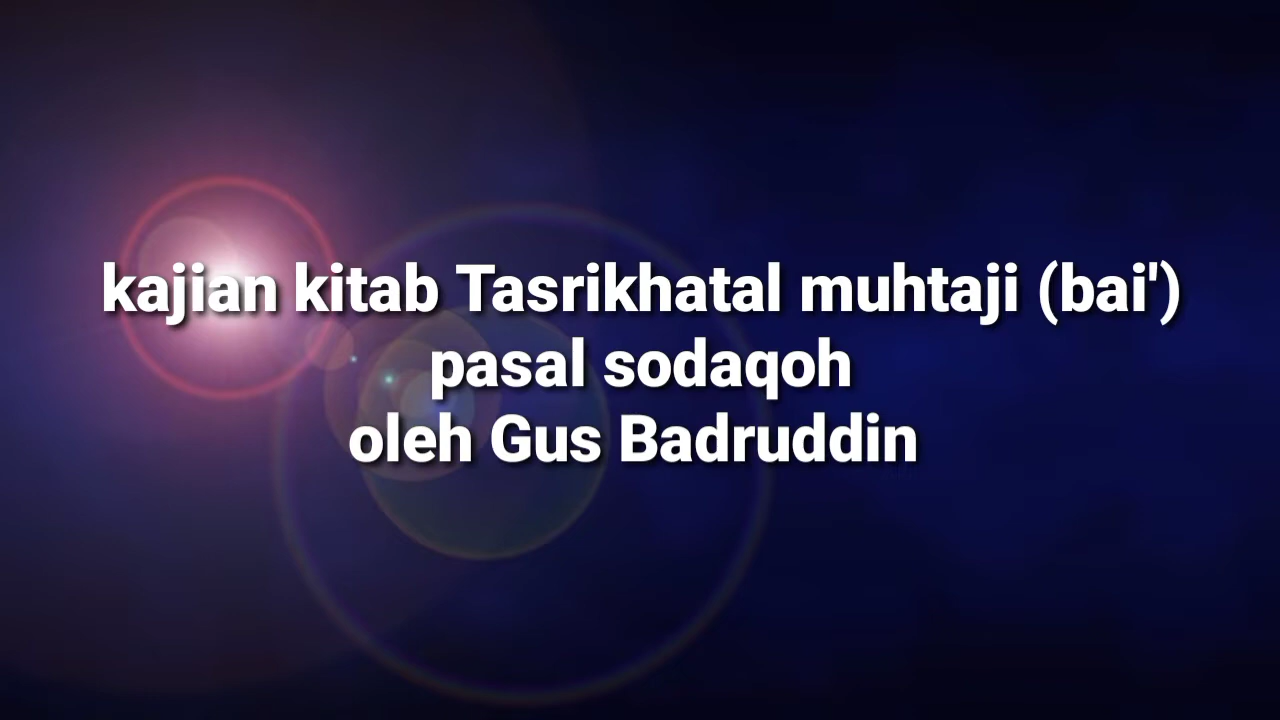 kajian kitab Tasrikhatal muhtaji (bai')
pasal sodaqoh
oleh Gus Badruddin